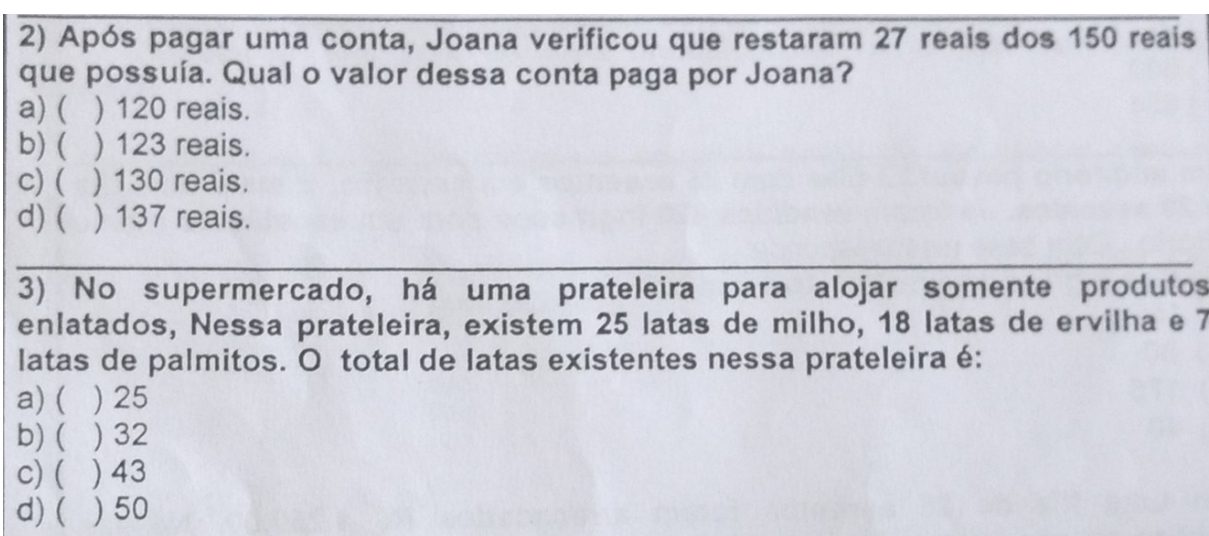 2) Após pagar uma conta, Joana verificou que restaram 27 reais dos 150 reais
que possuía. Qual o valor dessa conta paga por Joana?
a) (   ) 120 reais.
b) (   ) 123 reais.
c) (   ) 130 reais.
d) (   ) 137 reais.
3) No supermercado, há uma prateleira para alojar somente produtos
enlatados, Nessa prateleira, existem 25 latas de milho, 18 latas de ervilha e 7
latas de palmitos. O total de latas existentes nessa prateleira é:
a) (   ) 25
b) (   ) 32
c) (   ) 43
d) (   ) 50